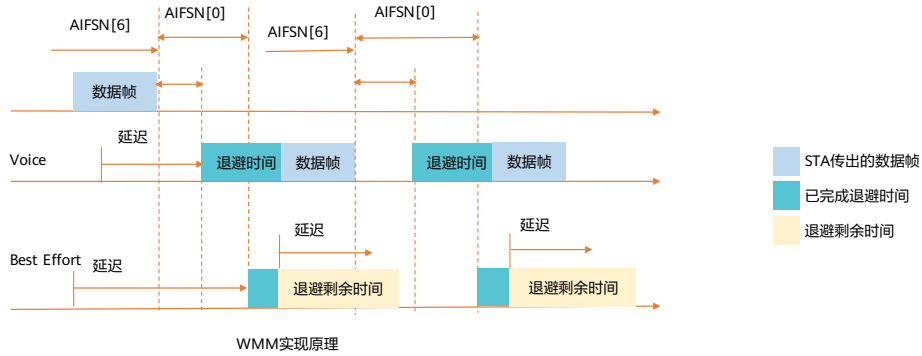 AIFSN[6]
AIFSN[0]
AIFSN[6]
AIFSN[0]
数据帧
延迟
Voice
退避时间
数据帧
退避时间
数据帧
STA传出的数据帧
已完成退避时间
退避剩余时间
延迟
延迟
Best Effort
延迟
退避剩余时间
退避剩余时间
WMM实现原理